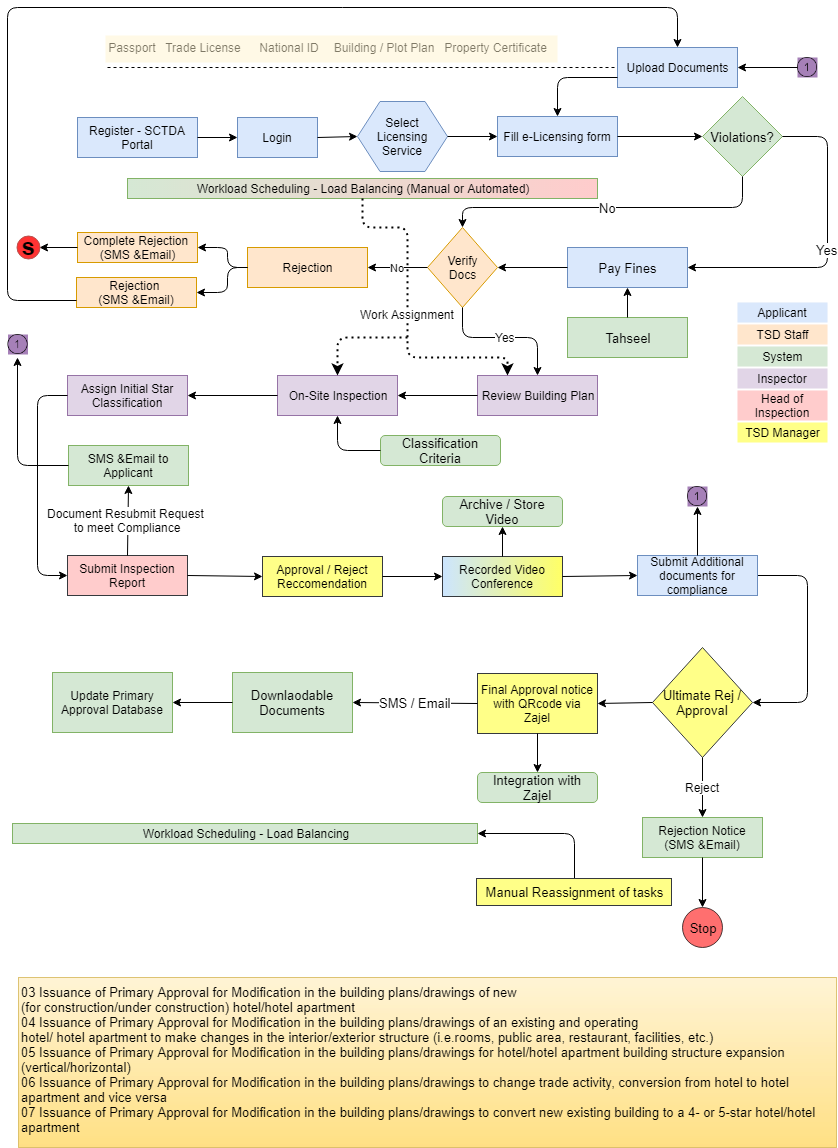 Passport Trade License National ID Building / Plot Plan Property Certificate
Upload Documents
1
Register - SCTDA
Portal
Login
Select
Licensing
Service
Fill e-Licensing form
Violations?
Workload Scheduling - Load Balancing (Manual or Automated)
No
Yes
S
Complete Rejection
(SMS &Email)
Rejection
(SMS &Email)
Rejection
No
Verify
Docs
Pay Fines
Work Assignment
Yes
Tahseel
Applicant
TSD Staff
System
Inspector
Head of
Inspection
TSD Manager
1
Assign Initial Star
Classification
On-Site Inspection
Review Building Plan
Classification
Criteria
SMS &Email to
Applicant
Document Resubmit Request
to meet Compliance
Archive / Store
Video
1
Submit Inspection
Report
Approval / Reject
Reccomendation
Recorded Video
Conference
Submit Additional
documents for
compliance
Update Primary
Approval Database
Downlaodable
Documents
SMS / Email
Final Approval notice
with QRcode via
Zajel
Ultimate Rej /
Approval
Integration with
Zajel
Reject
Workload Scheduling - Load Balancing
Rejection Notice
(SMS &Email)
Manual Reassignment of tasks
Stop
03 Issuance of Primary Approval for Modification in the building plans/drawings of new
(for construction/under construction) hotel/hotel apartment
04 Issuance of Primary Approval for Modification in the building plans/drawings of an existing and operating
hotel/ hotel apartment to make changes in the interior/exterior structure (i.e.rooms, public area, restaurant, facilities, etc.)
05 Issuance of Primary Approval for Modification in the building plans/drawings for hotel/hotel apartment building structure expansion
(vertical/horizontal)
06 Issuance of Primary Approval for Modification in the building plans/drawings to change trade activity, conversion from hotel to hotel
apartment and vice versa
07 Issuance of Primary Approval for Modification in the building plans/drawings to convert new existing building to a 4- or 5-star hotel/hotel
apartment